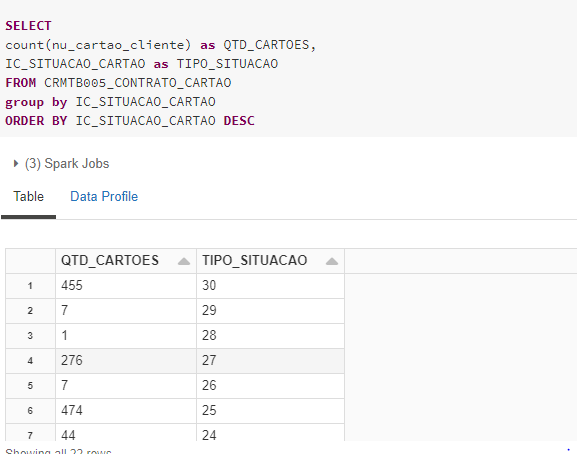 SELECT
count(nu_cartao_cliente) as QTD_CARTOES,
IC_SITUACAO_CARTAO as TIPO_SITUACAO
FROM CRMTB005_CONTRATO_CARTAO
group by IC_SITUACAO_CARTAO
ORDER BY IC_SITUACAO_CARTAO DESC
(3) Spark Jobs
Table Data Profile
QTD_CARTOES TIPO_SITUACAO
1 455 30
2 7 29
3 1 28
4 276 27
5 7 26
6 474 25
7 44 24
Showing all 22 rows